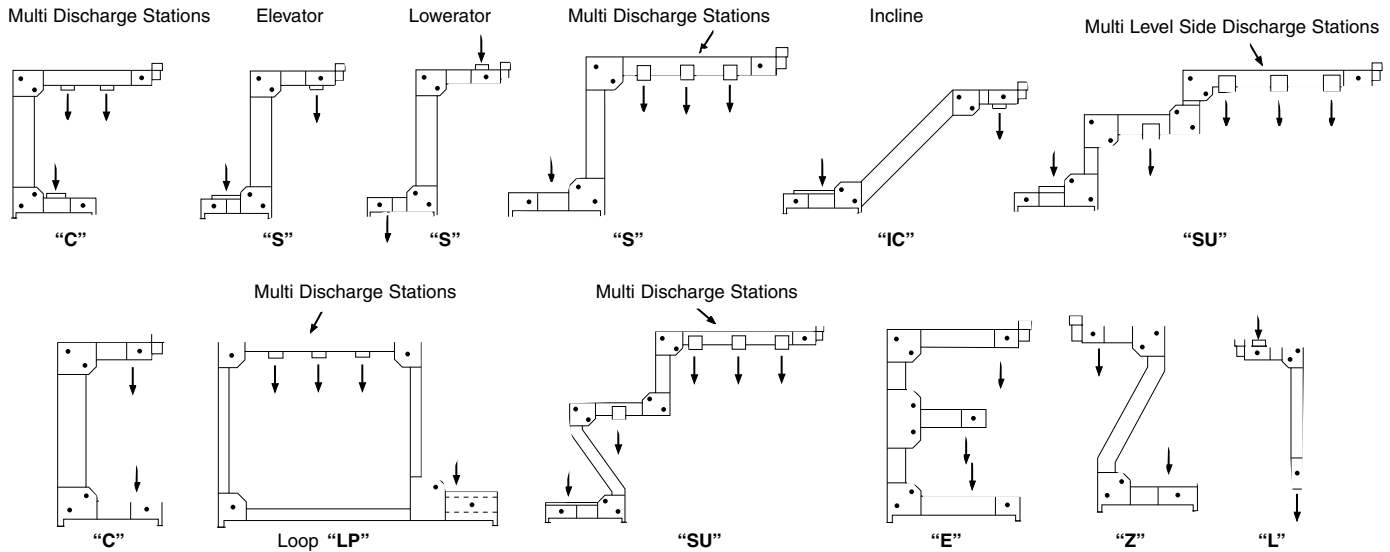 Multi Discharge Stations
Elevator
Lowerator
Multi Discharge Stations
Incline
Multi Level Side Discharge Stations
“C”
“S”
“S”
“S”
“IC”
“SU”
Multi Discharge Stations
Multi Discharge Stations
“C”
Loop “LP”
“SU”
“E”
“Z”
“L”